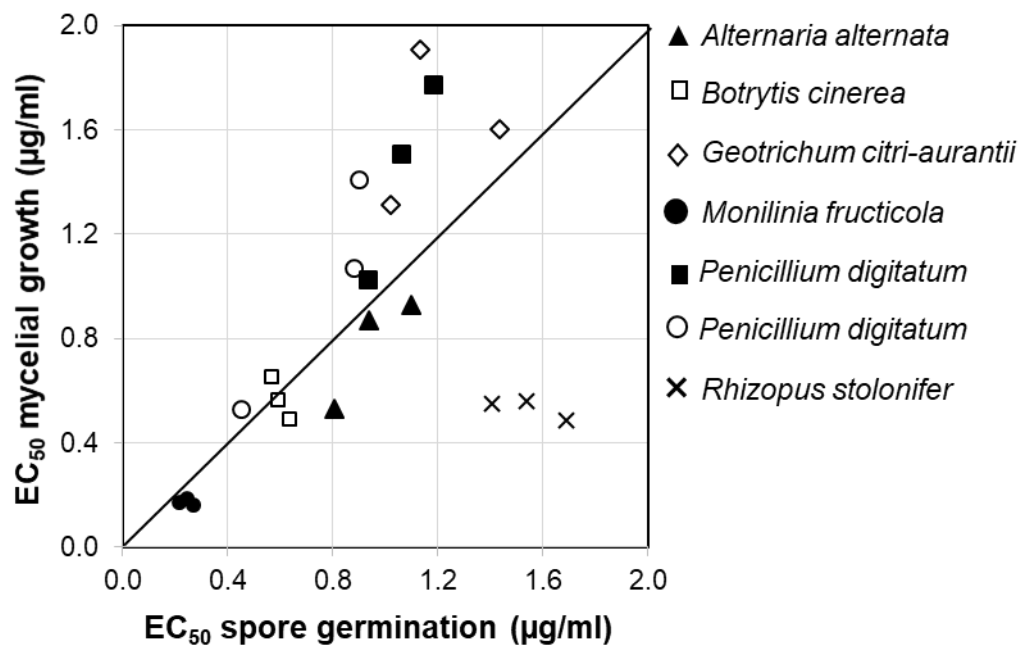 2.0
1.6
1.2
0.8
0.4
0.0
EC₅₀ mycelial growth (µg/ml)
0.0 0.4 0.8 1.2 1.6 2.0
EC₅₀ spore germination (µg/ml)
Alternaria alternata
Botrytis cinerea
Geotrichum citri-aurantii
Monilinia fructicola
Penicillium digitatum
Penicillium digitatum
Rhizopus stolonifer